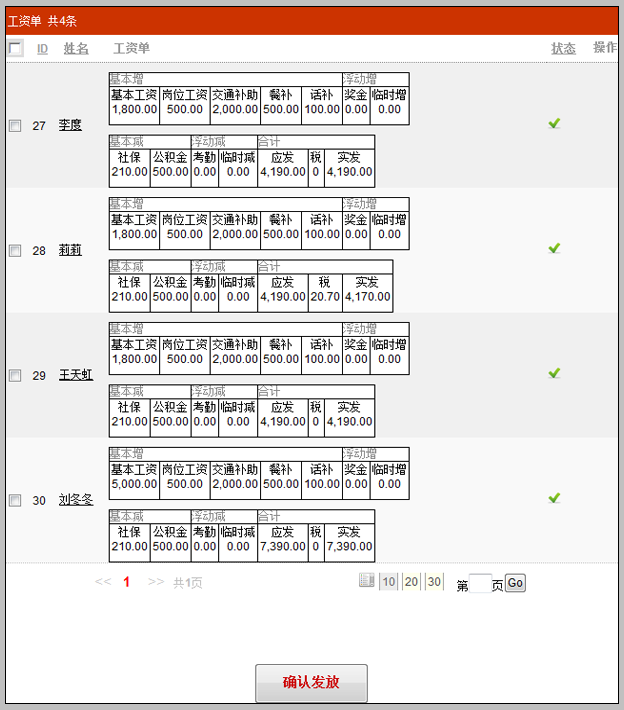 工资单 共4条
ID 姓名 工资单 状态 操作
基本增 浮动增
基本工资 岗位工资 交通补助 餐补 话补 奖金 临时增
1,800.00 500.00 2,000.00 500.00 100.00 0.00 0.00
27 李度
基本减 浮动减 合计
社保 公积金 考勤 临时减 应发 税 实发
210.00 500.00 0.00 0.00 4,190.00 0 4,190.00
基本增 浮动增
基本工资 岗位工资 交通补助 餐补 话补 奖金 临时增
1,800.00 500.00 2,000.00 500.00 100.00 0.00 0.00
28 莉莉
基本减 浮动减 合计
社保 公积金 考勤 临时减 应发 税 实发
210.00 500.00 0.00 0.00 4,190.00 20.70 4,170.00
基本增 浮动增
基本工资 岗位工资 交通补助 餐补 话补 奖金 临时增
1,800.00 500.00 2,000.00 500.00 100.00 0.00 0.00
29 王天虹
基本减 浮动减 合计
社保 公积金 考勤 临时减 应发 税 实发
210.00 500.00 0.00 0.00 4,190.00 0 4,190.00
基本增 浮动增
基本工资 岗位工资 交通补助 餐补 话补 奖金 临时增
5,000.00 500.00 2,000.00 500.00 100.00 0.00 0.00
30 刘冬冬
基本减 浮动减 合计
社保 公积金 考勤 临时减 应发 税 实发
210.00 500.00 0.00 0.00 7,390.00 0 7,390.00
<< 1 >> 共1页 10 20 30 第 页 Go
确认发放